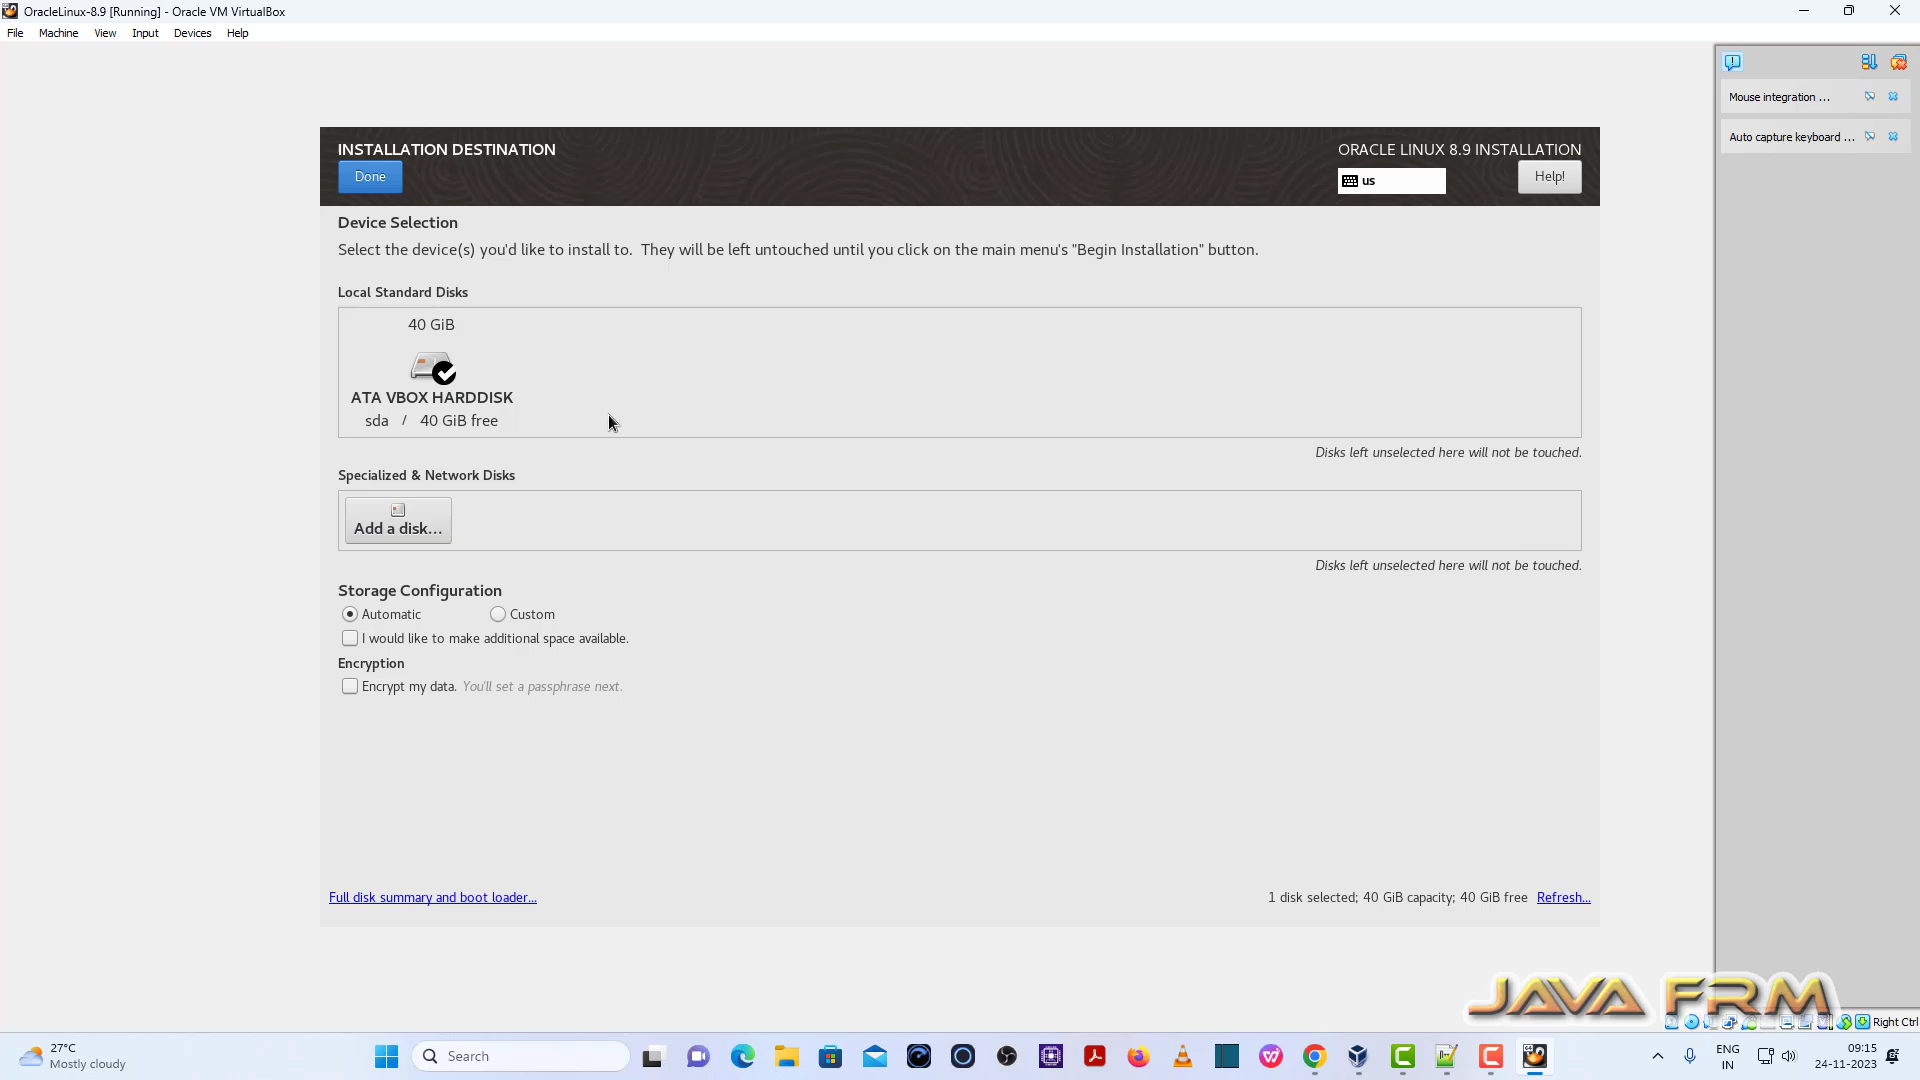 OracleLinux-8.9 [Running] - Oracle VM VirtualBox
File Machine View Input Devices Help
Mouse integration ...
Auto capture keyboard ...
INSTALLATION DESTINATION
ORACLE LINUX 8.9 INSTALLATION
Done
us
Help!
Device Selection
Select the device(s) you'd like to install to. They will be left untouched until you click on the main menu's "Begin Installation" button.
Local Standard Disks
40 GiB
ATA VBOX HARDDISK
sda / 40 GiB free
Disks left unselected here will not be touched.
Specialized & Network Disks
Add a disk...
Disks left unselected here will not be touched.
Storage Configuration
Automatic Custom
I would like to make additional space available.
Encryption
Encrypt my data. You'll set a passphrase next.
Full disk summary and boot loader...
1 disk selected; 40 GiB capacity; 40 GiB free Refresh...
JAVA FRM
Right Ctrl
27°C
Mostly cloudy
Search
ENG
IN
09:15
24-11-2023